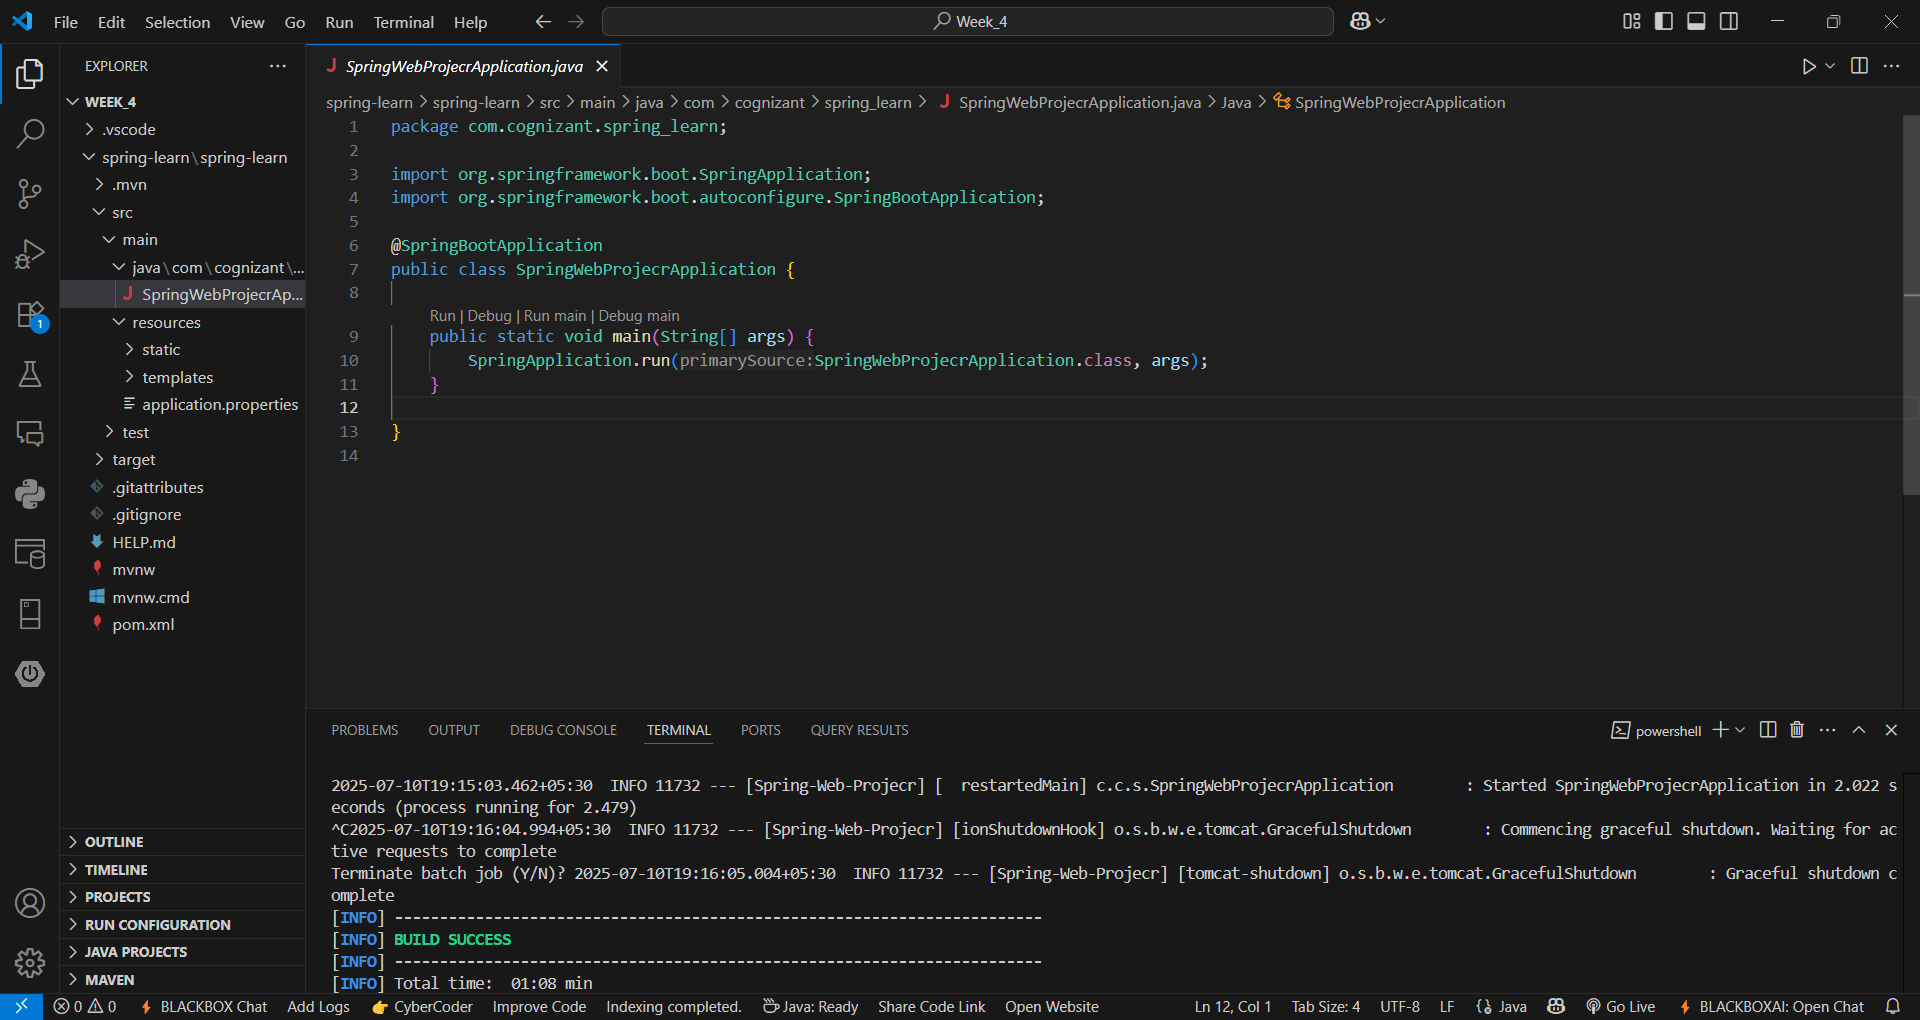 File Edit Selection View Go Run Terminal Help
Week_4
EXPLORER
WEEK_4
.vscode
spring-learn\spring-learn
.mvn
src
main
java\com\cognizant\...
SpringWebProjecrAp...
resources
static
templates
application.properties
test
target
.gitattributes
.gitignore
HELP.md
mvnw
mvnw.cmd
pom.xml
OUTLINE
TIMELINE
PROJECTS
RUN CONFIGURATION
JAVA PROJECTS
MAVEN
1
SpringWebProjecrApplication.java
spring-learn > spring-learn > src > main > java > com > cognizant > spring_learn > SpringWebProjecrApplication.java > Java > SpringWebProjecrApplication
1 package com.cognizant.spring_learn;
2
3 import org.springframework.boot.SpringApplication;
4 import org.springframework.boot.autoconfigure.SpringBootApplication;
5
6 @SpringBootApplication
7 public class SpringWebProjecrApplication {
8
Run | Debug | Run main | Debug main
9 public static void main(String[] args) {
10 SpringApplication.run(primarySource:SpringWebProjecrApplication.class, args);
11 }
12
13 }
14
PROBLEMS OUTPUT DEBUG CONSOLE TERMINAL PORTS QUERY RESULTS
powershell
2025-07-10T19:15:03.462+05:30  INFO 11732 --- [Spring-Web-Projecr] [  restartedMain] c.c.s.SpringWebProjecrApplication        : Started SpringWebProjecrApplication in 2.022 s
econds (process running for 2.479)
^C2025-07-10T19:16:04.994+05:30  INFO 11732 --- [Spring-Web-Projecr] [ionShutdownHook] o.s.b.w.e.tomcat.GracefulShutdown        : Commencing graceful shutdown. Waiting for ac
tive requests to complete
Terminate batch job (Y/N)? 2025-07-10T19:16:05.004+05:30  INFO 11732 --- [Spring-Web-Projecr] [tomcat-shutdown] o.s.b.w.e.tomcat.GracefulShutdown        : Graceful shutdown c
omplete
[INFO] ------------------------------------------------------------------------
[INFO] BUILD SUCCESS
[INFO] ------------------------------------------------------------------------
[INFO] Total time:  01:08 min
0 0 BLACKBOX Chat Add Logs CyberCoder Improve Code Indexing completed. Java: Ready Share Code Link Open Website Ln 12, Col 1 Tab Size: 4 UTF-8 LF {} Java Go Live BLACKBOXAI: Open Chat